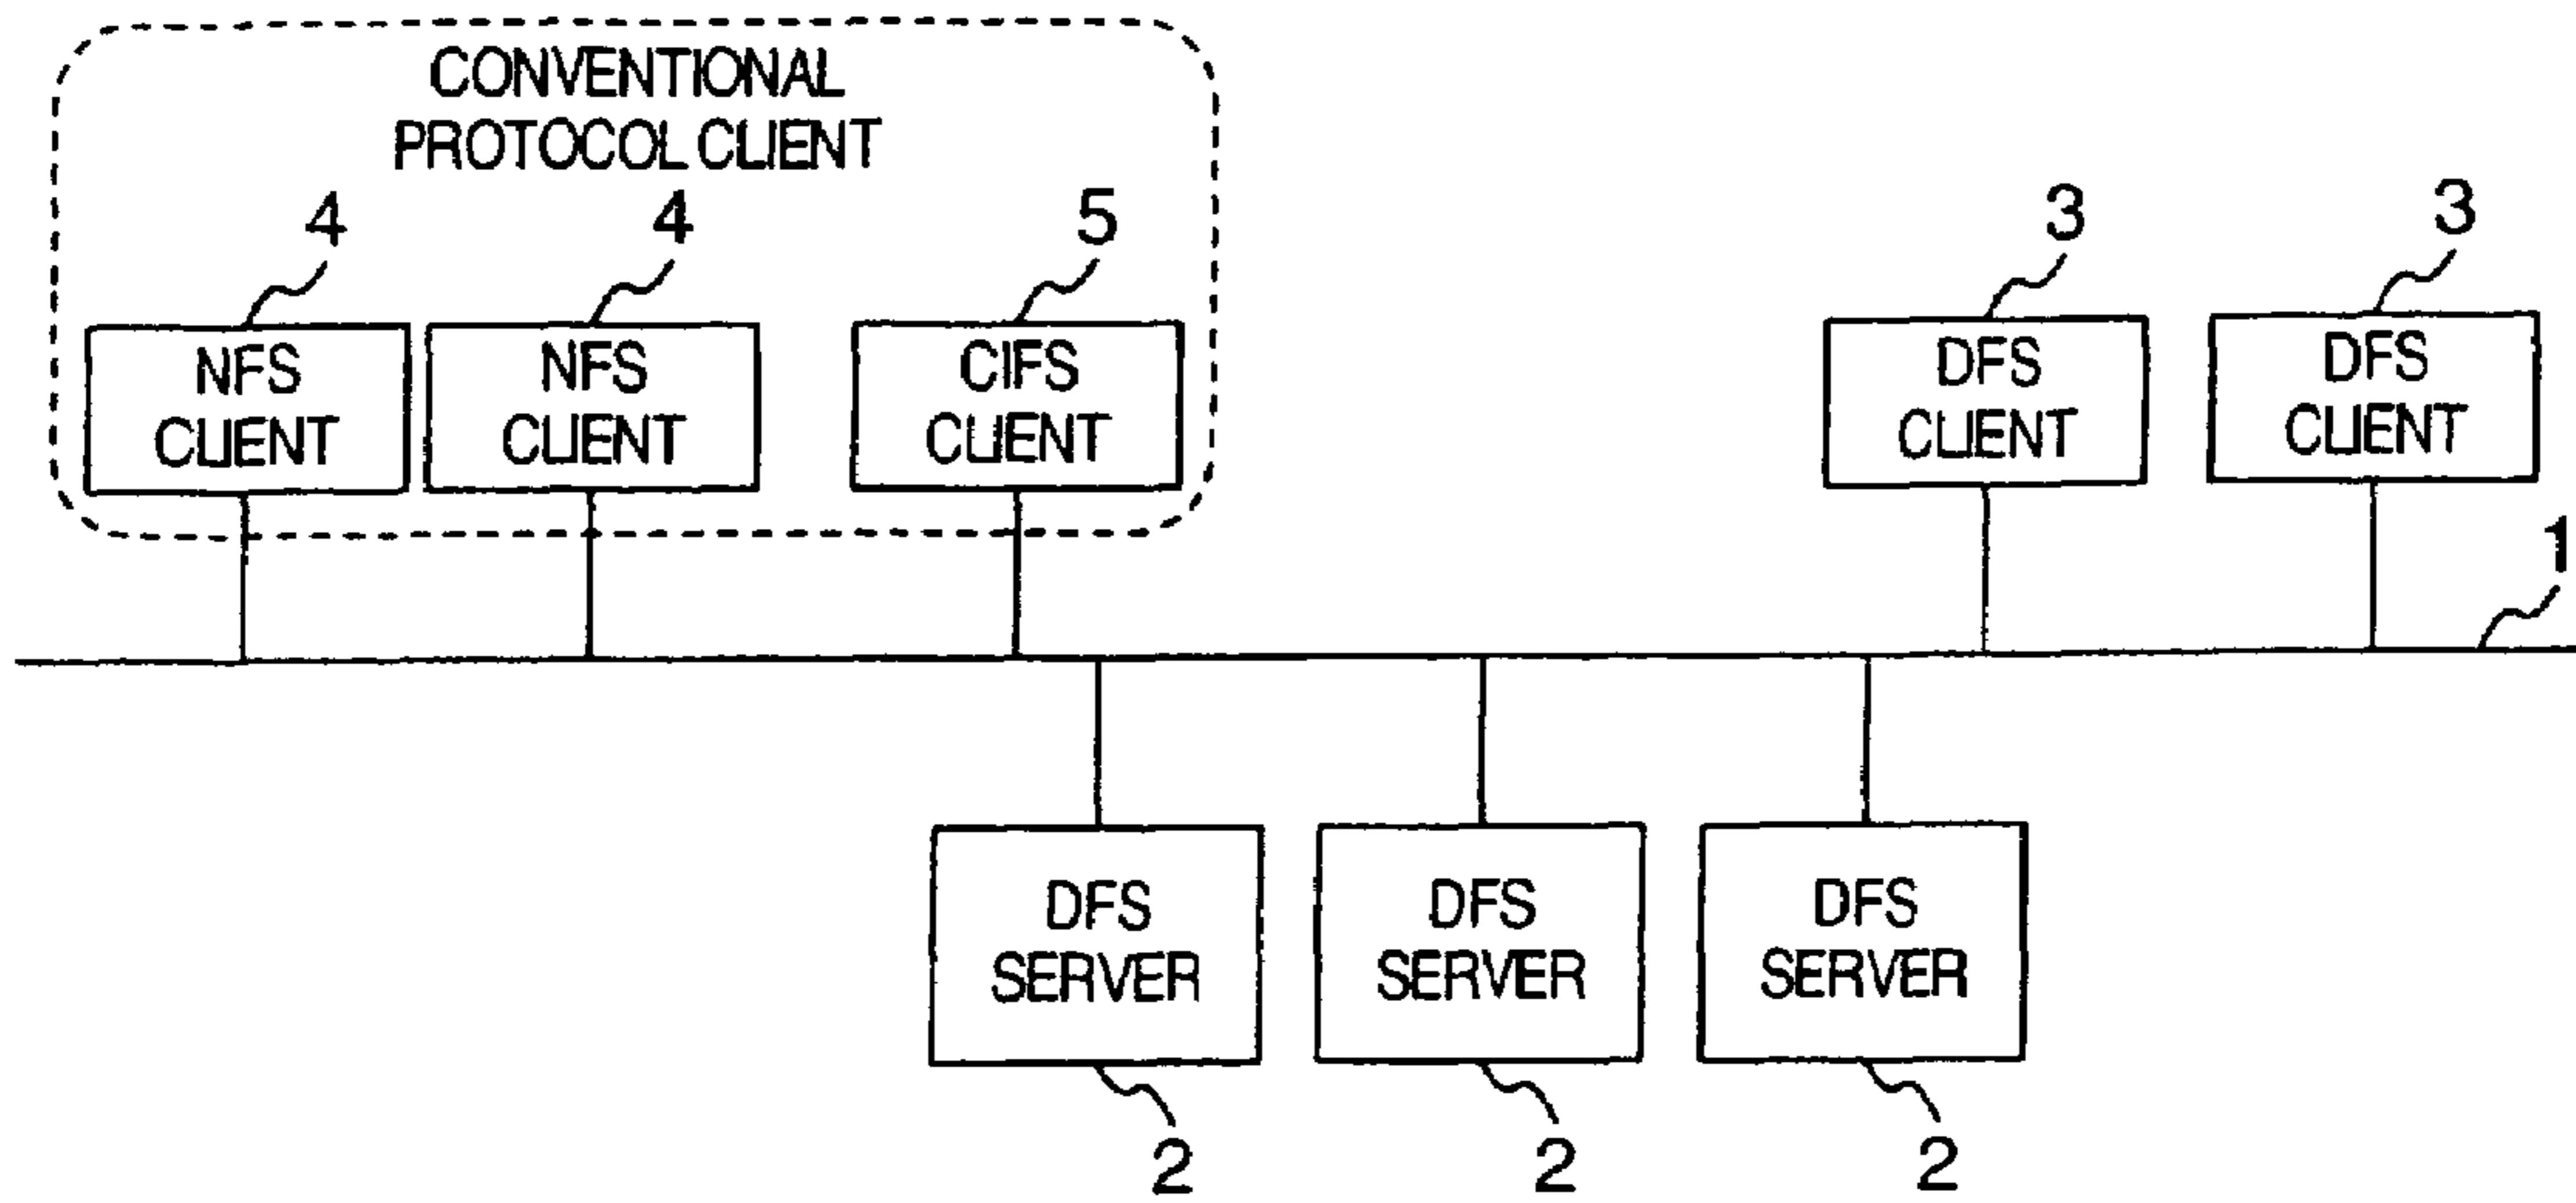 CONVENTIONAL
PROTOCOL CLIENT
4
4
5
3
3
NFS
CLIENT
NFS
CLIENT
CIFS
CLIENT
DFS
CLIENT
DFS
CLIENT
1
DFS
SERVER
DFS
SERVER
DFS
SERVER
2
2
2